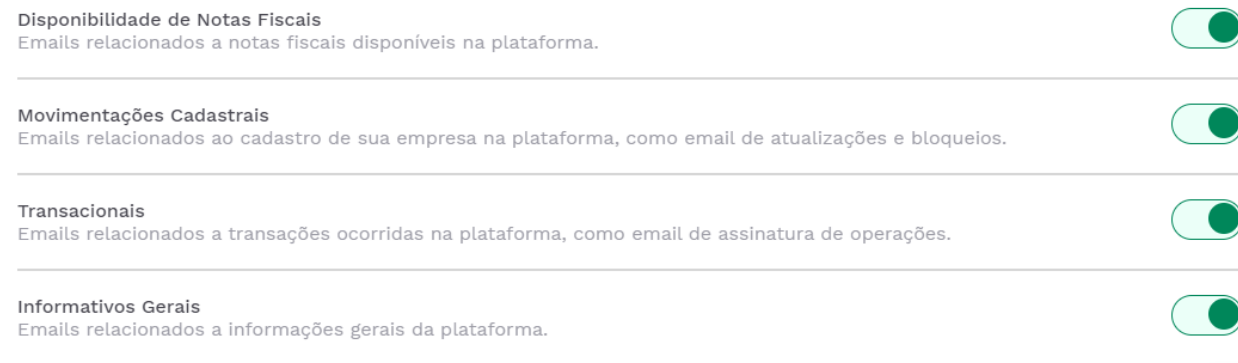 Disponibilidade de Notas Fiscais
Emails relacionados a notas fiscais disponíveis na plataforma.
Movimentações Cadastrais
Emails relacionados ao cadastro de sua empresa na plataforma, como email de atualizações e bloqueios.
Transacionais
Emails relacionados a transações ocorridas na plataforma, como email de assinatura de operações.
Informativos Gerais
Emails relacionados a informações gerais da plataforma.